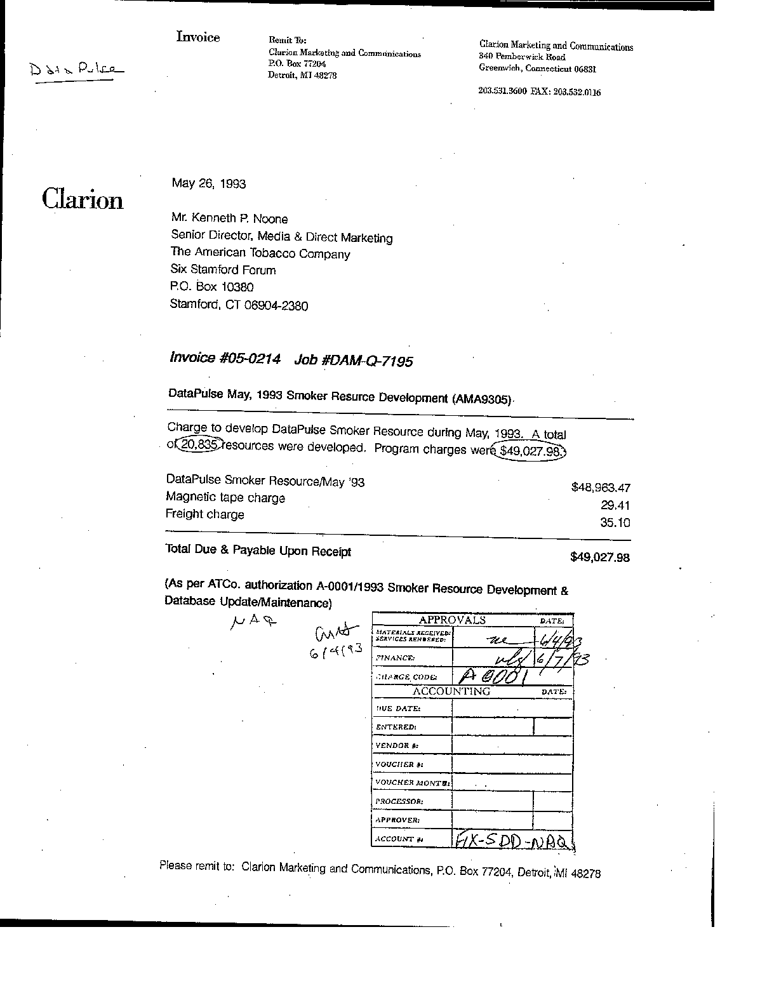 Invoice
Remit To:
Clarion Marketing and Communications
P.O. Box 77204
Detroit, MI 48278
Clarion Marketing and Communications
340 Pemberwick Road
Greenwich, Connecticut 06831
203.531.3600 FAX: 203.532.0116
Data Pulse
Clarion
May 26, 1993
Mr. Kenneth P. Noone
Senior Director, Media & Direct Marketing
The American Tobacco Company
Six Stamford Forum
P.O. Box 10380
Stamford, CT 06904-2380
Invoice #05-0214 Job #DAM-Q-7195
DataPulse May, 1993 Smoker Resurce Development (AMA9305)
Charge to develop DataPulse Smoker Resource during May, 1993. A total
of 20,835 resources were developed. Program charges were $49,027.98.
DataPulse Smoker Resource/May '93 $48,963.47
Magnetic tape charge 29.41
Freight charge 35.10
Total Due & Payable Upon Receipt $49,027.98
(As per ATCo. authorization A-0001/1993 Smoker Resource Development &
Database Update/Maintenance)
NAQ
6/4/93
APPROVALS DATE:
MATERIALS RECEIVED:
SERVICES RENDERED: 6/4/93
FINANCE: 6/7/93
CHARGE CODE: A 0001
ACCOUNTING DATE:
DUE DATE:
ENTERED:
VENDOR #:
VOUCHER #:
VOUCHER MONTH:
PROCESSOR:
APPROVER:
ACCOUNT #: HX-SDD-NAQ
Please remit to: Clarion Marketing and Communications, P.O. Box 77204, Detroit, MI 48278